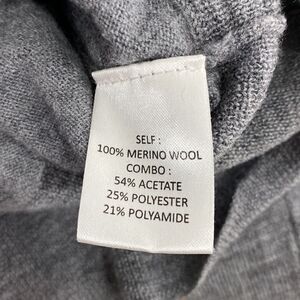 SELF :
100% MERINO WOOL
COMBO :
54% ACETATE
25% POLYESTER
21% POLYAMIDE